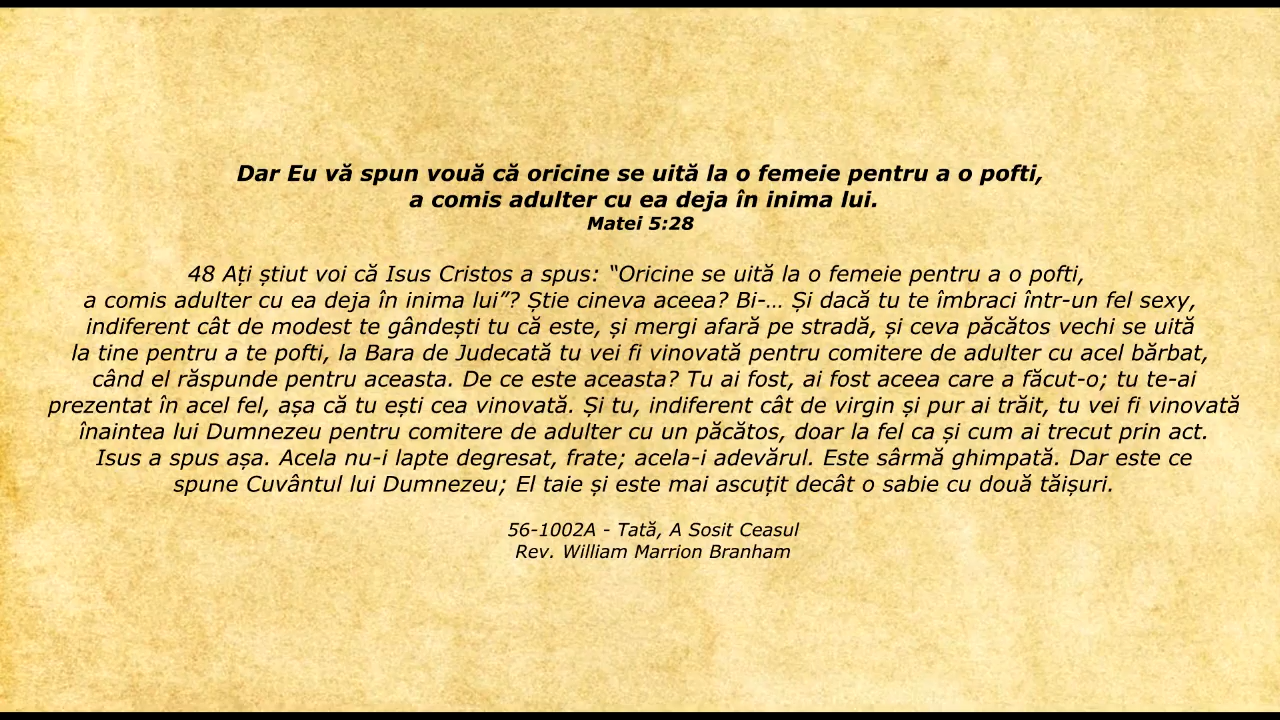 Dar Eu vă spun vouă că oricine se uită la o femeie pentru a o pofti,
a comis adulter cu ea deja în inima lui.
Matei 5:28
48 Ați știut voi că Isus Cristos a spus: “Oricine se uită la o femeie pentru a o pofti,
a comis adulter cu ea deja în inima lui”? Știe cineva aceea? Bi-… Și dacă tu te îmbraci într-un fel sexy,
indiferent cât de modest te gândești tu că este, și mergi afară pe stradă, și ceva păcătos vechi se uită
la tine pentru a te pofti, la Bara de Judecată tu vei fi vinovată pentru comitere de adulter cu acel bărbat,
când el răspunde pentru aceasta. De ce este aceasta? Tu ai fost, ai fost aceea care a făcut-o; tu te-ai
prezentat în acel fel, așa că tu ești cea vinovată. Și tu, indiferent cât de virgin și pur ai trăit, tu vei fi vinovată
înaintea lui Dumnezeu pentru comitere de adulter cu un păcătos, doar la fel ca și cum ai trecut prin act.
Isus a spus așa. Acela nu-i lapte degresat, frate; acela-i adevărul. Este sârmă ghimpată. Dar este ce
spune Cuvântul lui Dumnezeu; El taie și este mai ascuțit decât o sabie cu două tăișuri.
56-1002A - Tată, A Sosit Ceasul
Rev. William Marrion Branham